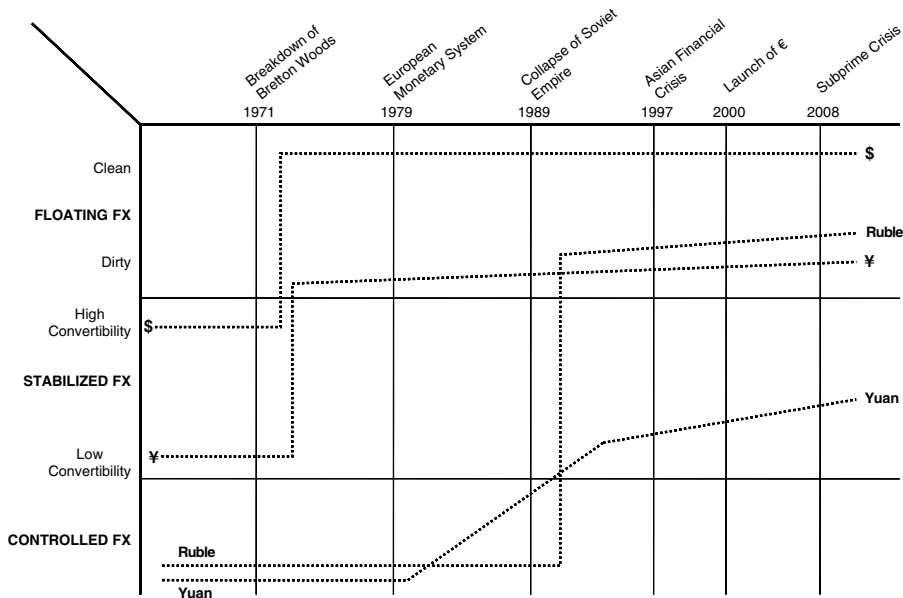 Breakdown of
Bretton Woods
European
Monetary System
Collapse of Soviet
Empire
Asian Financial
Crisis
Launch of €
Subprime Crisis
1971
1979
1989
1997
2000
2008
Clean
$
FLOATING FX
Ruble
Dirty
¥
High
Convertibility
$
STABILIZED FX
Yuan
Low
Convertibility
¥
CONTROLLED FX
Ruble
Yuan